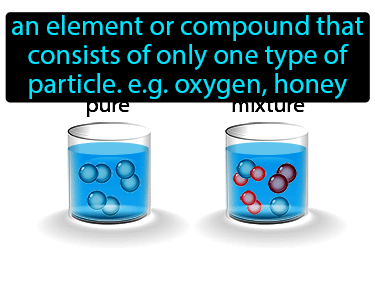 an element or compound that
consists of only one type of
particle. e.g. oxygen, honey
pure mixture